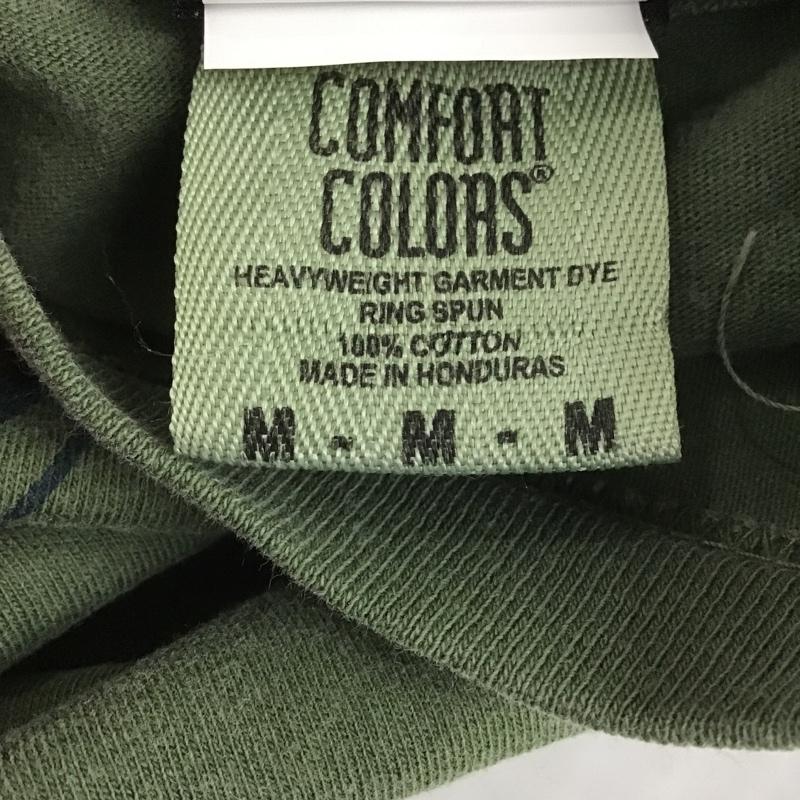 COMFORT
COLORS®
HEAVYWEIGHT GARMENT DYE
RING SPUN
100% COTTON
MADE IN HONDURAS
M - M - M